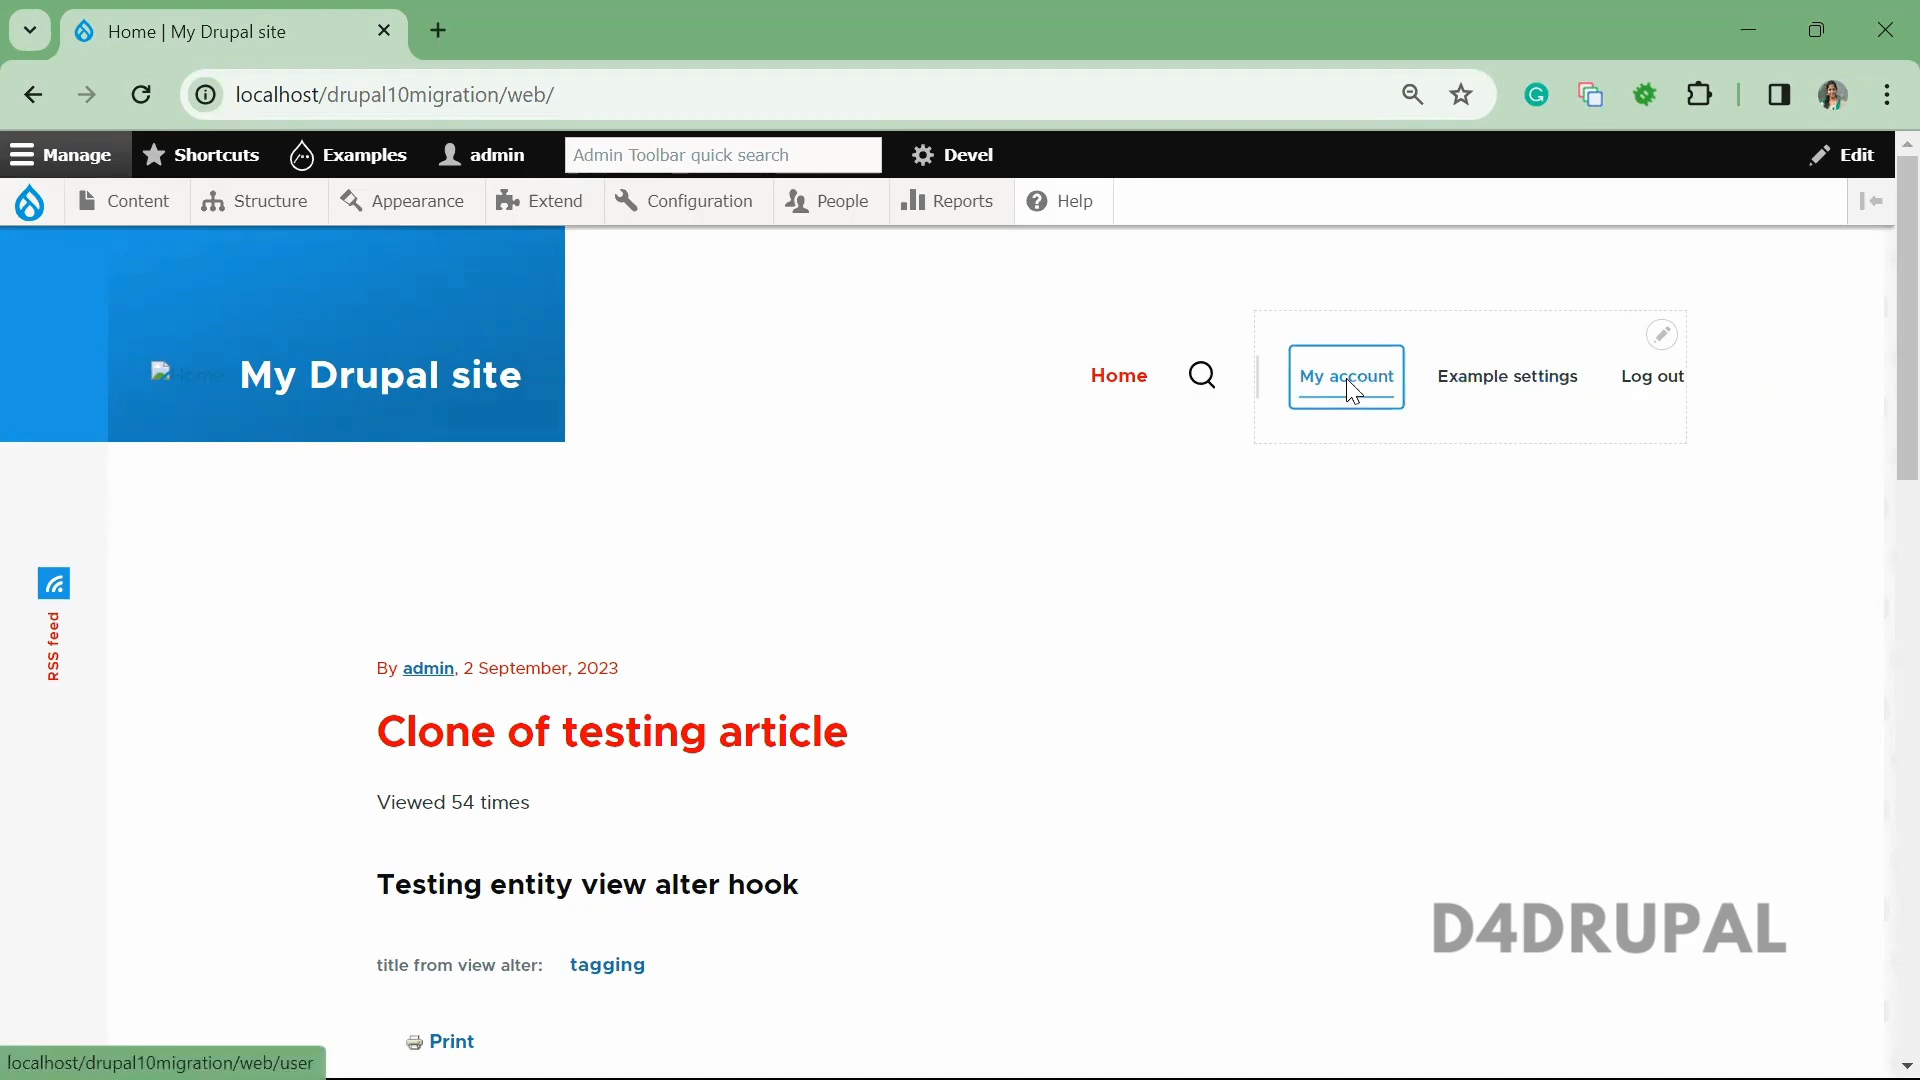 Home | My Drupal site
localhost/drupal10migration/web/
Manage Shortcuts Examples admin Admin Toolbar quick search Devel Edit
Content Structure Appearance Extend Configuration People Reports Help
Home My Drupal site
Home My account Example settings Log out
RSS feed
By admin, 2 September, 2023
Clone of testing article
Viewed 54 times
Testing entity view alter hook
title from view alter: tagging
Print
D4DRUPAL
localhost/drupal10migration/web/user